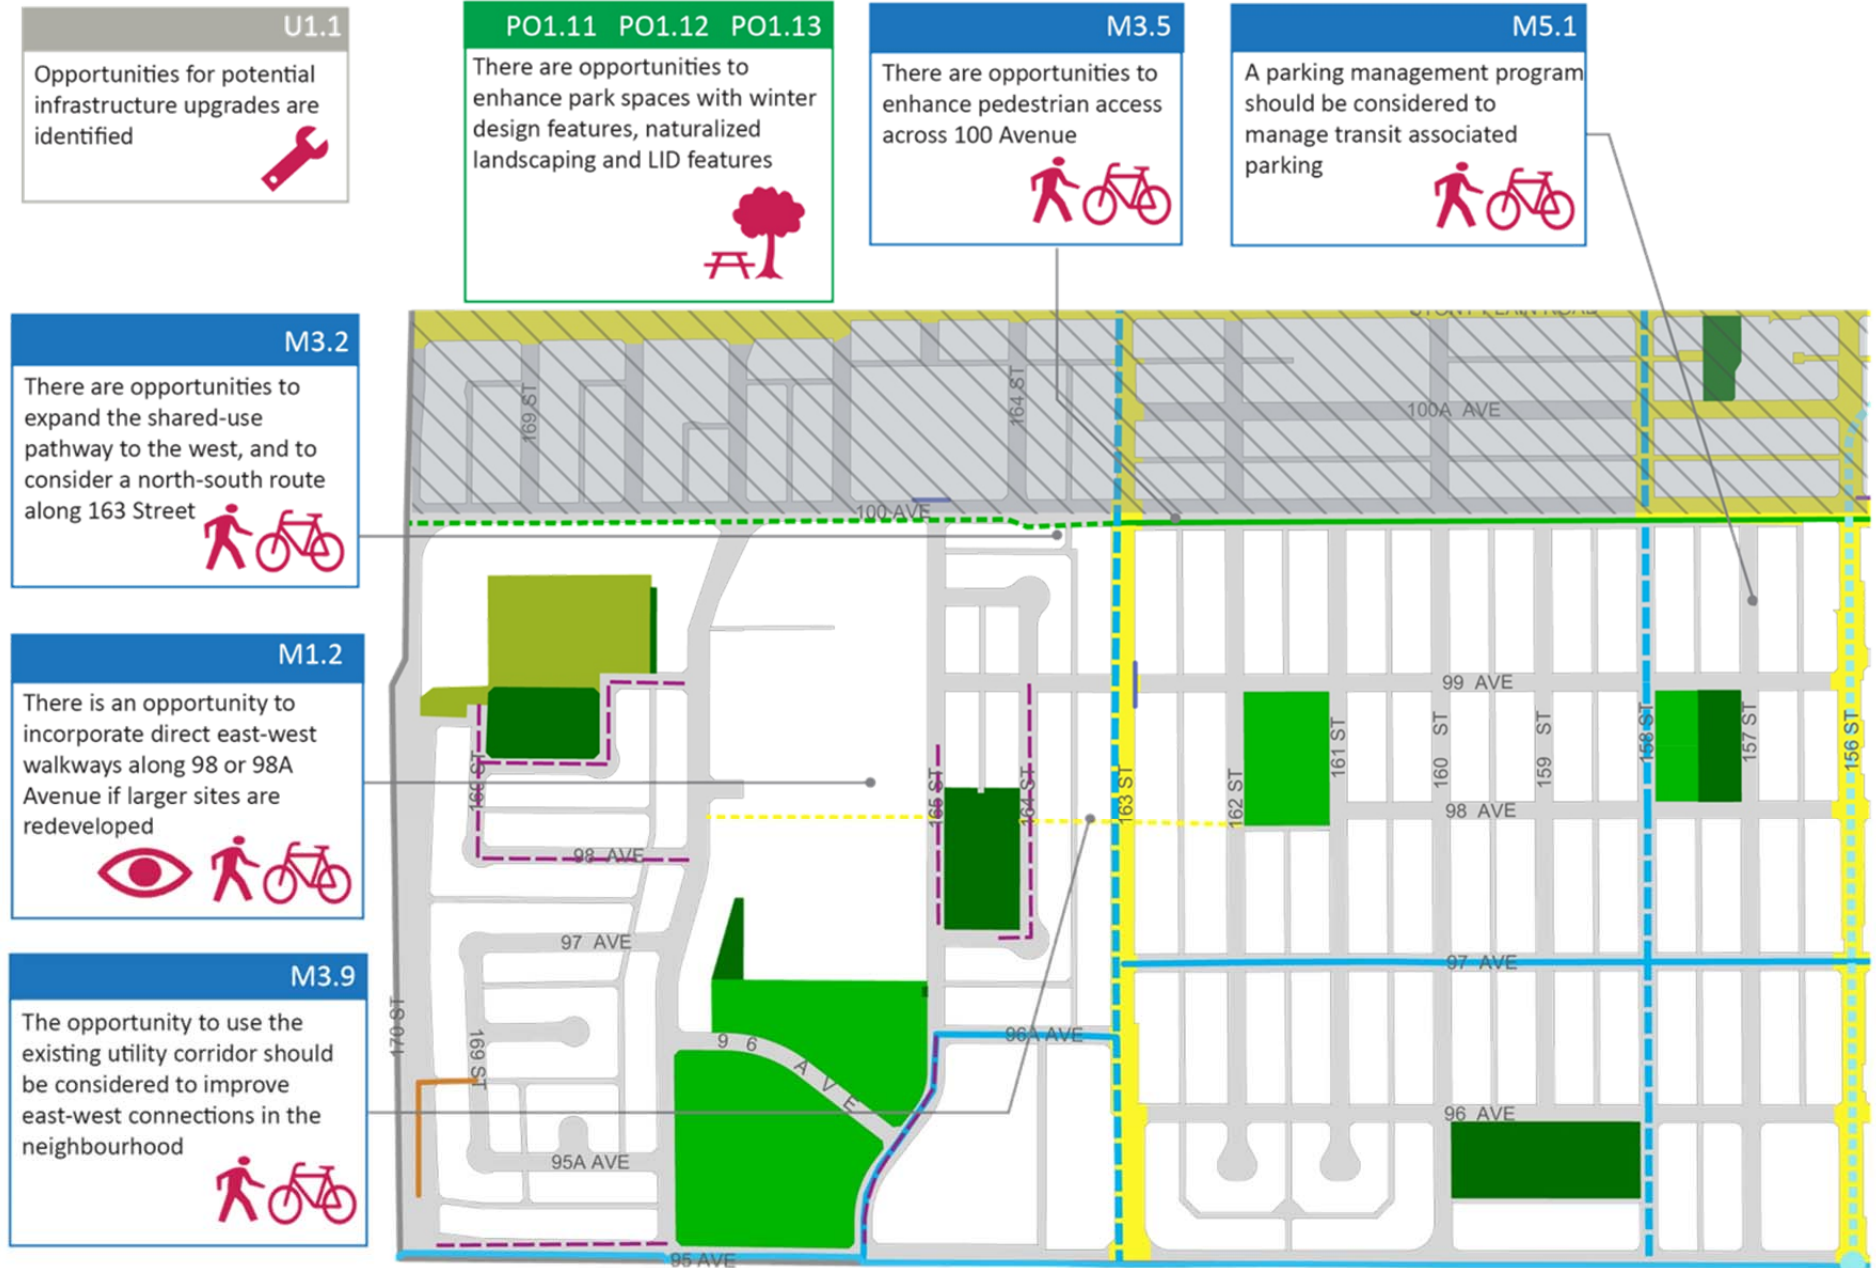 U1.1
Opportunities for potential
infrastructure upgrades are
identified
PO1.11 PO1.12 PO1.13
There are opportunities to
enhance park spaces with winter
design features, naturalized
landscaping and LID features
M3.5
There are opportunities to
enhance pedestrian access
across 100 Avenue
M5.1
A parking management program
should be considered to
manage transit associated
parking
M3.2
There are opportunities to
expand the shared-use
pathway to the west, and to
consider a north-south route
along 163 Street
M1.2
There is an opportunity to
incorporate direct east-west
walkways along 98 or 98A
Avenue if larger sites are
redeveloped
M3.9
The opportunity to use the
existing utility corridor should
be considered to improve
east-west connections in the
neighbourhood
STONY PLAIN ROAD
169 ST
164 ST
100A AVE
100 AVE
99 AVE
169 ST
165 ST
164 ST
163 ST
162 ST
161 ST
160 ST
159 ST
158 ST
157 ST
156 ST
98 AVE
98 AVE
97 AVE
97 AVE
170 ST
169 ST
96 AVE
96A AVE
96 AVE
95A AVE
95 AVE